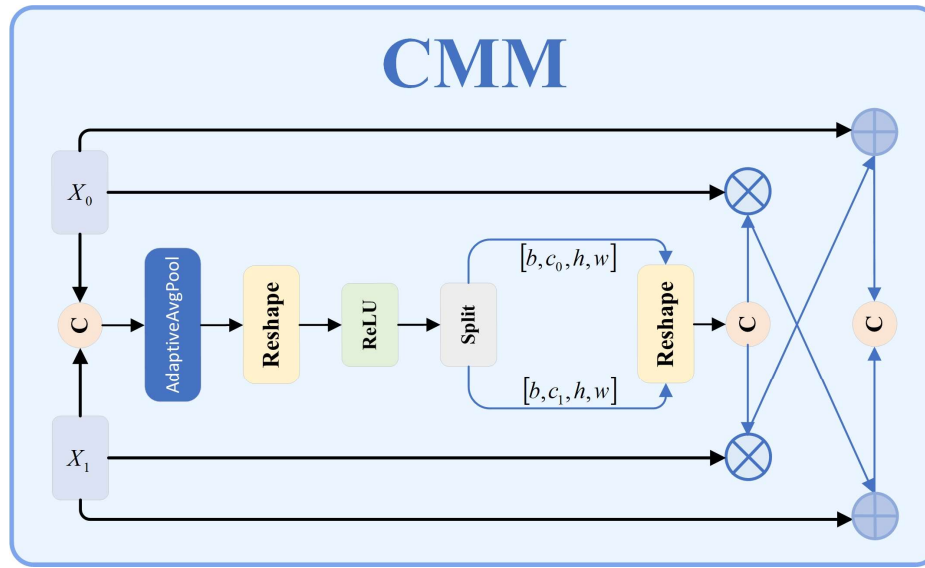 CMM
X₀
[b, c₀, h, w]
C
AdaptiveAvgPool
Reshape
ReLU
Split
Reshape
C
C
[b, c₁, h, w]
X₁